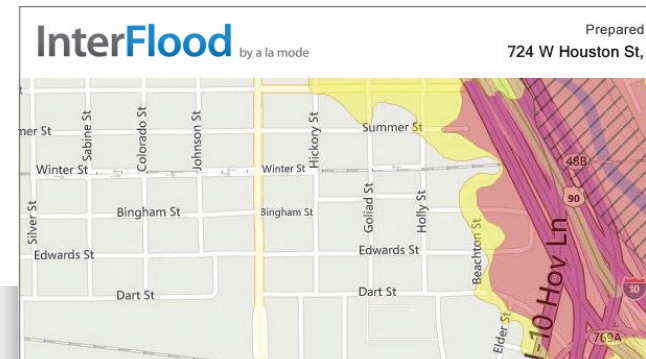 InterFlood by a la mode
Prepared
724 W Houston St,
Summer St
mer St
Sabine St
Colorado St
Johnson St
Hickory St
Winter St
Winter St
48B
90
Silver St
Bingham St
Bingham St
Goliad St
Holly St
Beachton St
Edwards St
Edwards St
I-10 Hov Ln
10
Dart St
Dart St
Elder St
769A